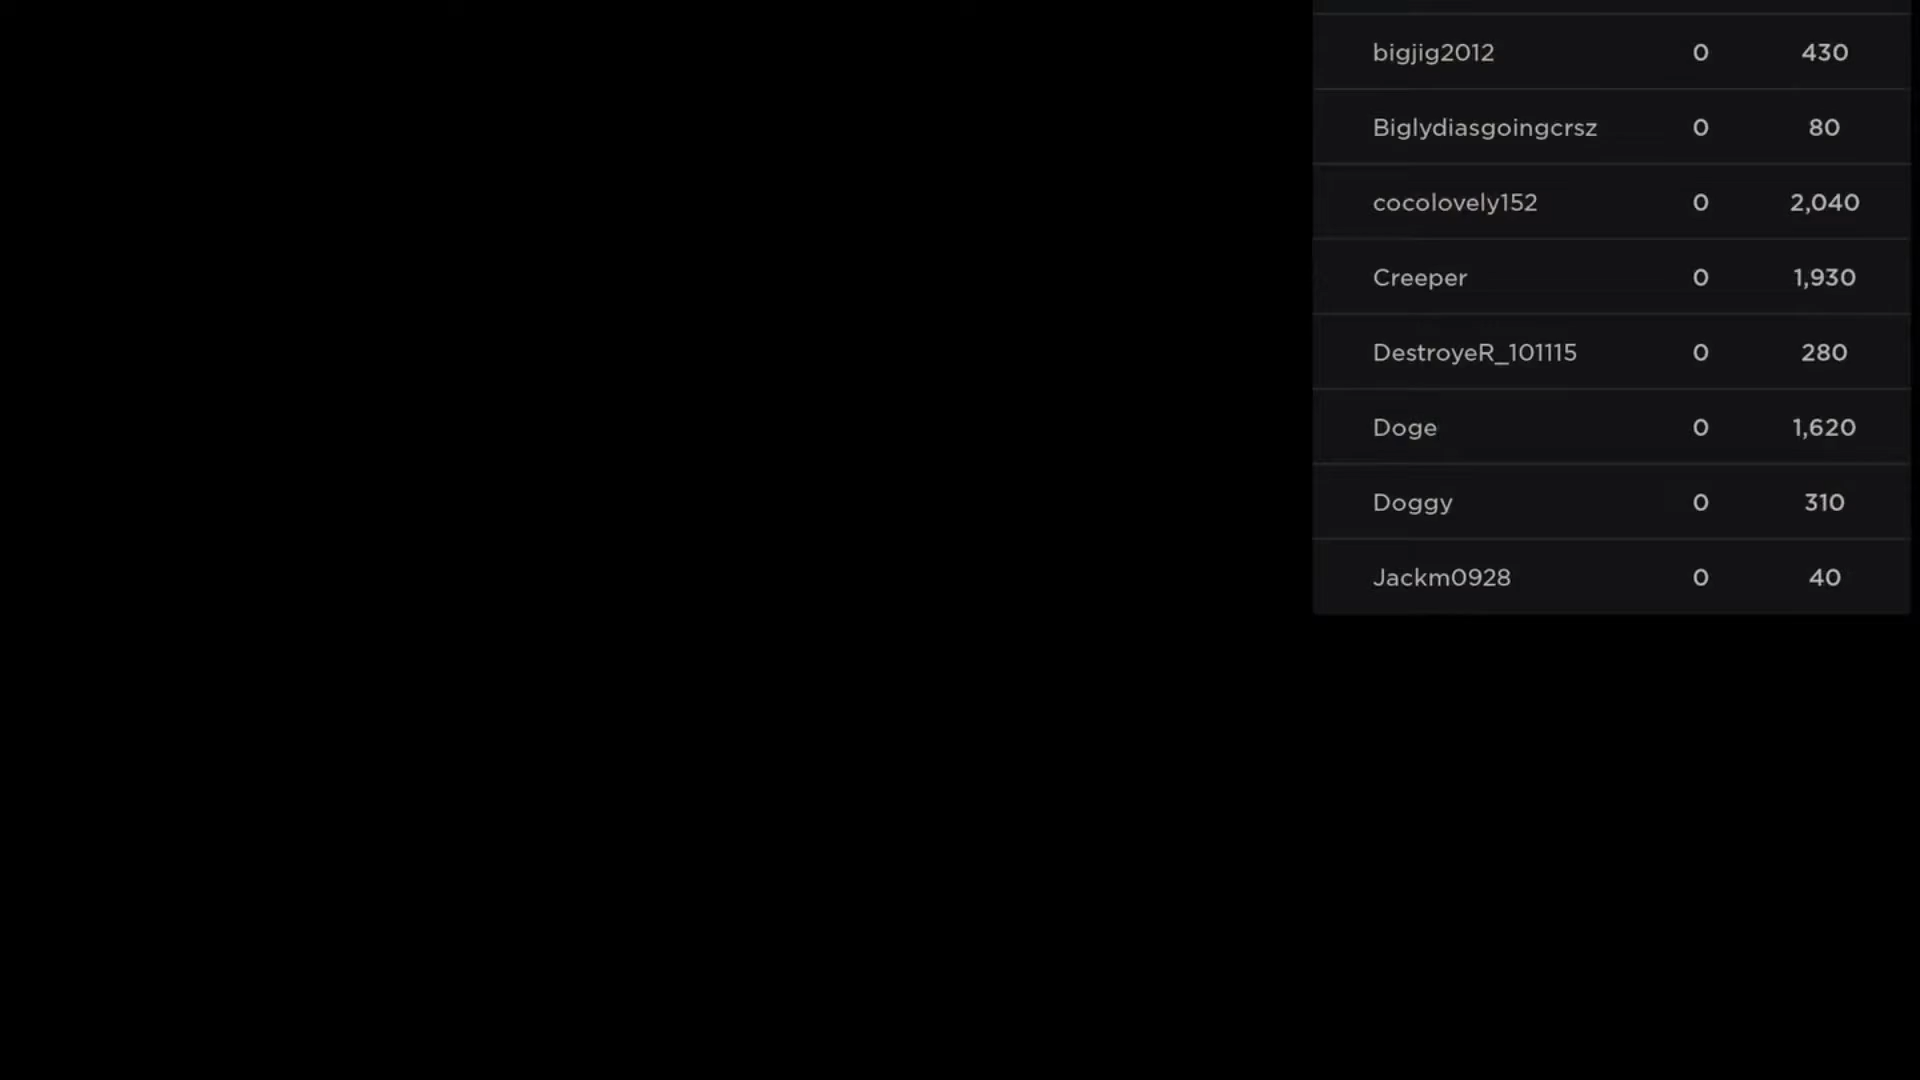 bigjig2012 0 430
Biglydiasgoingcrsz 0 80
cocolovely152 0 2,040
Creeper 0 1,930
DestroyeR_101115 0 280
Doge 0 1,620
Doggy 0 310
Jackm0928 0 40